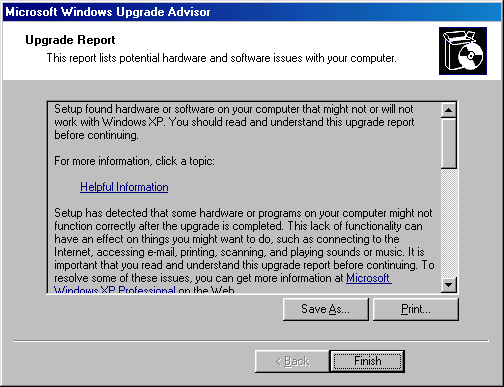 Microsoft Windows Upgrade Advisor
Upgrade Report
This report lists potential hardware and software issues with your computer.
Setup found hardware or software on your computer that might not or will not
work with Windows XP. You should read and understand this upgrade report
before continuing.
For more information, click a topic:
Helpful Information
Setup has detected that some hardware or programs on your computer might not
function correctly after the upgrade is completed. This lack of functionality can
have an effect on things you might want to do, such as connecting to the
Internet, accessing e-mail, printing, scanning, and playing sounds or music. It is
important that you read and understand this upgrade report before continuing. To
resolve some of these issues, you can get more information at Microsoft
Windows XP Professional on the Web.
Save As...
Print...
< Back
Finish